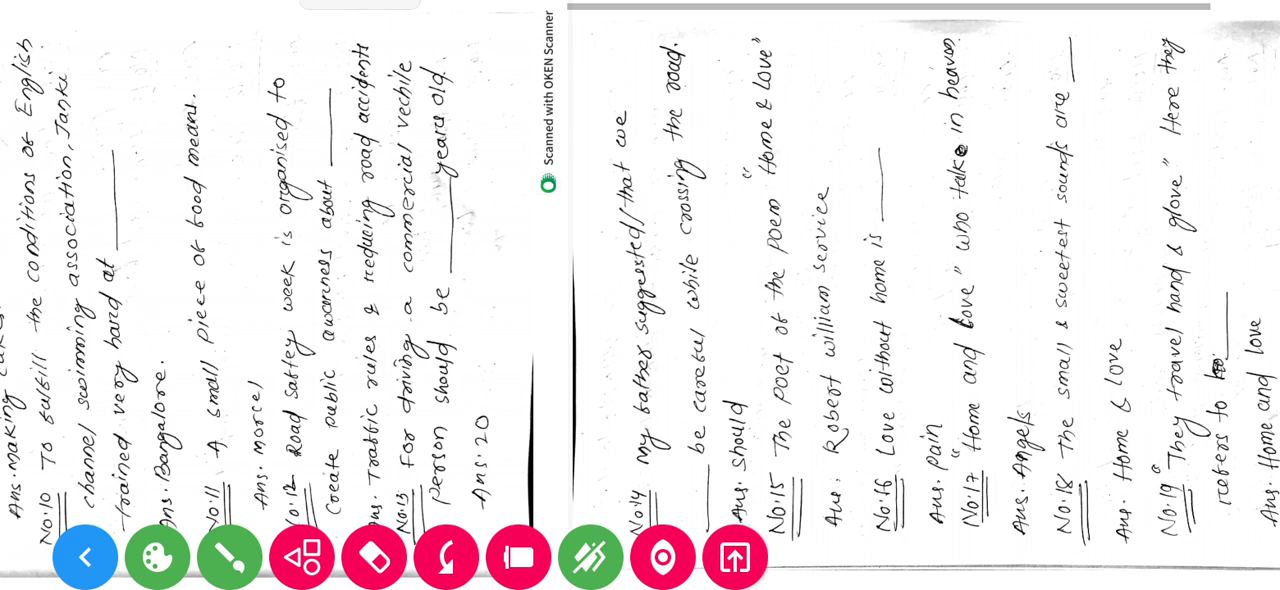 Ans. Making
No:10 To fulfill the conditions of English
channel swimming association, Janki
trained very hard at ______
Ans. Bangalore.
No:11 A small piece of food means.
Ans. morcel
No:12 Road saftey week is organised to
Create public awareness about ______
Ans. Traffic rules & reducing road accidents
No:13 For driving a commercial vechile
person should be ______ years old.
Ans. 20
Scanned with OKEN Scanner
No:14 My father suggested that we
______ be careful while crossing the road.
Ans. should
No:15 The poet of the poem "Home & Love"
Ans. Robert william service
No:16 Love without home is ______
Ans. pain
No:17 "Home and Love" who talk in heaven
Ans. Angels
No:18 The small & sweetest sounds are ______
Ans. Home & Love
No:19 "They travel hand & glove" Here they
refers to ______
Ans. Home and love